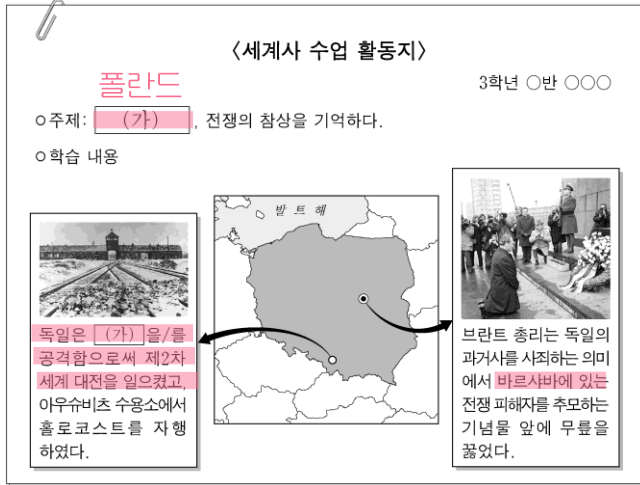 〈세계사 수업 활동지〉
폴란드
3학년 ○반 ○○○
○주제: (가) , 전쟁의 참상을 기억하다.
○학습 내용
발 트 해
독일은 (가) 을/를
공격함으로써 제2차
세계 대전을 일으켰고,
아우슈비츠 수용소에서
홀로코스트를 자행
하였다.
브란트 총리는 독일의
과거사를 사죄하는 의미
에서 바르샤바에 있는
전쟁 피해자를 추모하는
기념물 앞에 무릎을
꿇었다.